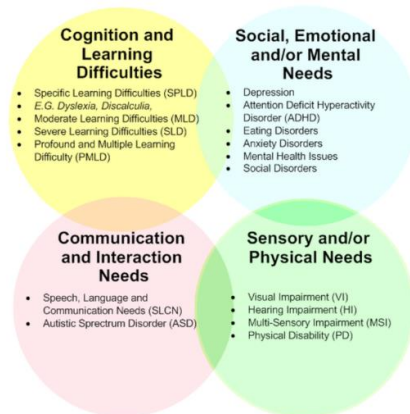 Cognition and
Learning
Difficulties
• Specific Learning Difficulties (SPLD)
• E.G. Dyslexia, Discalculia,
• Moderate Learning Difficulties (MLD)
• Severe Learning Difficulties (SLD)
• Profound and Multiple Learning
Difficulty (PMLD)
Social, Emotional
and/or Mental
Needs
• Depression
• Attention Deficit Hyperactivity
Disorder (ADHD)
• Eating Disorders
• Anxiety Disorders
• Mental Health Issues
• Social Disorders
Communication
and Interaction
Needs
• Speech, Language and
Communication Needs (SLCN)
• Autistic Sprectrum Disorder (ASD)
Sensory and/or
Physical Needs
• Visual Impairment (VI)
• Hearing Impairment (HI)
• Multi-Sensory Impairment (MSI)
• Physical Disability (PD)